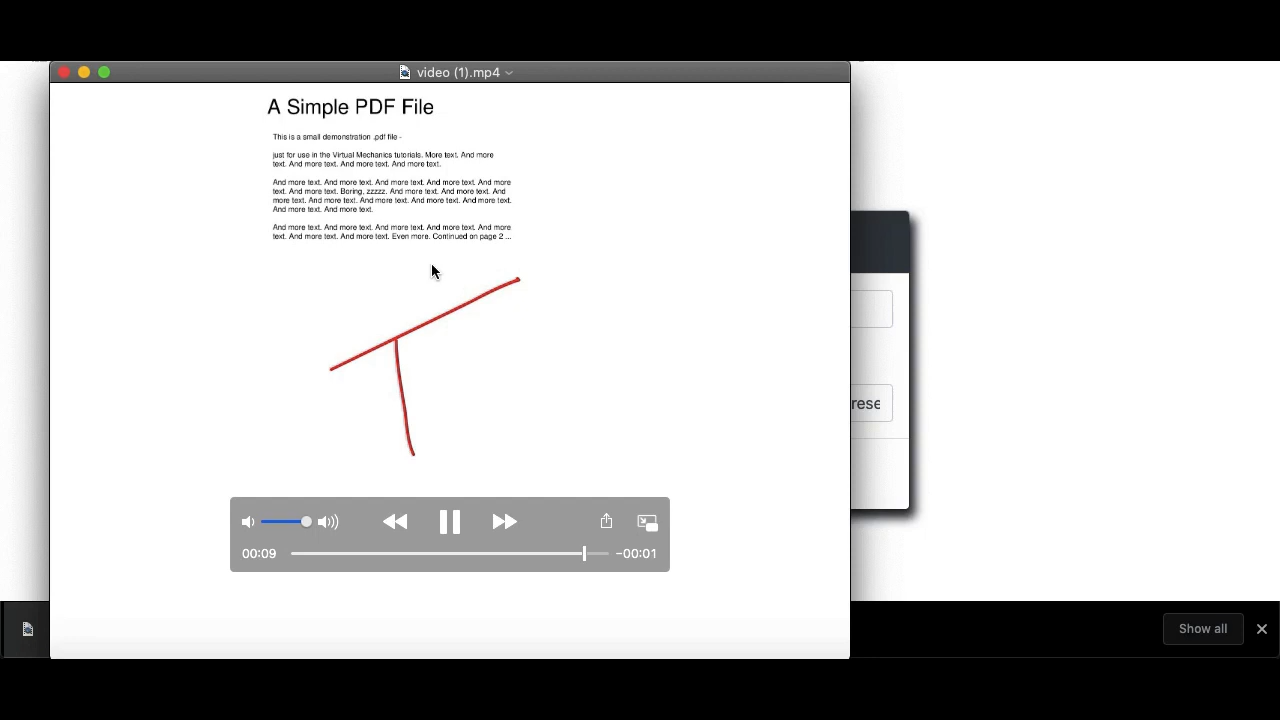 video (1).mp4
A Simple PDF File
This is a small demonstration .pdf file -
just for use in the Virtual Mechanics tutorials. More text. And more
text. And more text. And more text. And more text.
And more text. And more text. And more text. And more text. And more
text. And more text. Boring, zzzzz. And more text. And more text. And
more text. And more text. And more text. And more text. And more text.
And more text. And more text.
And more text. And more text. And more text. And more text. And more
text. And more text. And more text. Even more. Continued on page 2 ...
rese
00:09
-00:01
Show all